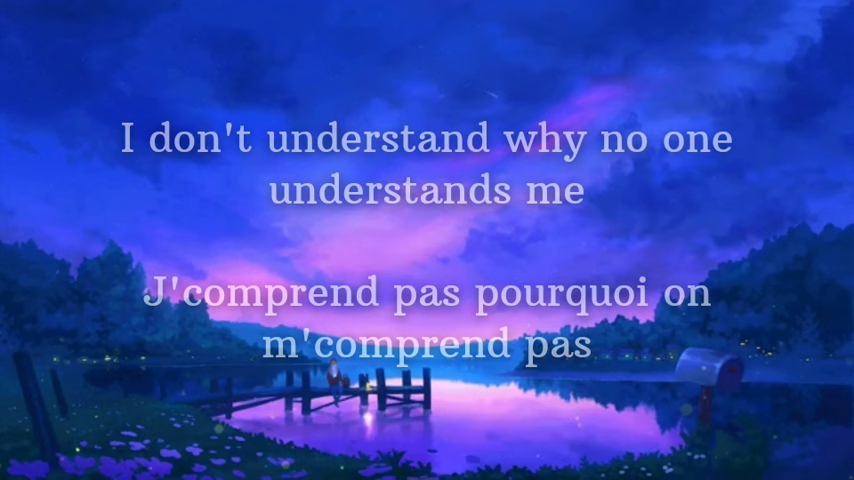 I don't understand why no one
understands me
J'comprend pas pourquoi on
m'comprend pas